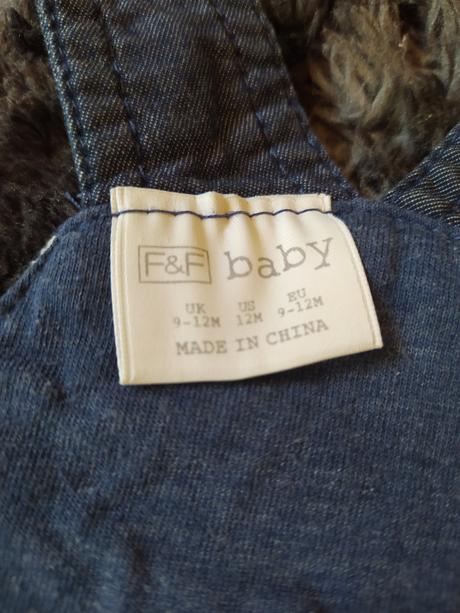 F&F baby
UK US EU
9-12M 12M 9-12M
MADE IN CHINA